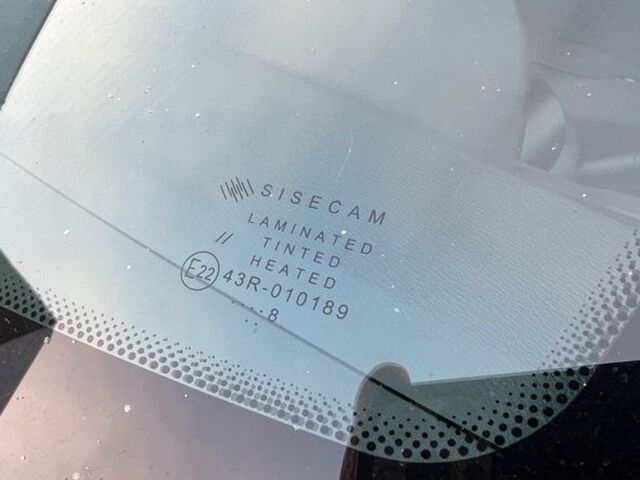 SISECAM
LAMINATED
TINTED
HEATED
//
E22 43R-010189
....8
...